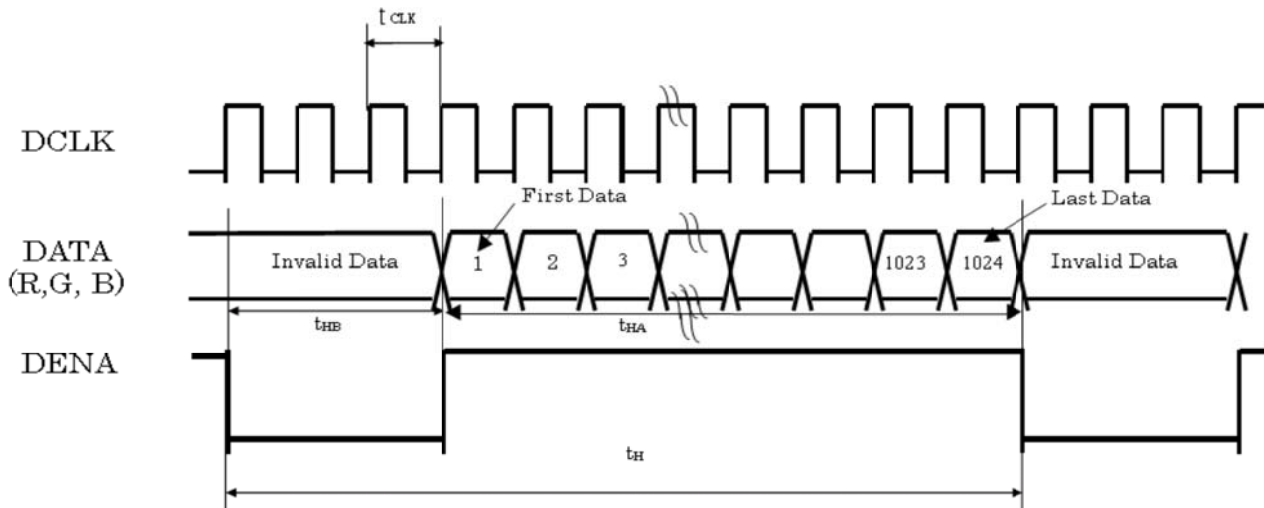 t CLK
DCLK
First Data
Last Data
DATA
(R,G, B)
Invalid Data
1
2
3
1023
1024
Invalid Data
tHB
tHA
DENA
tH